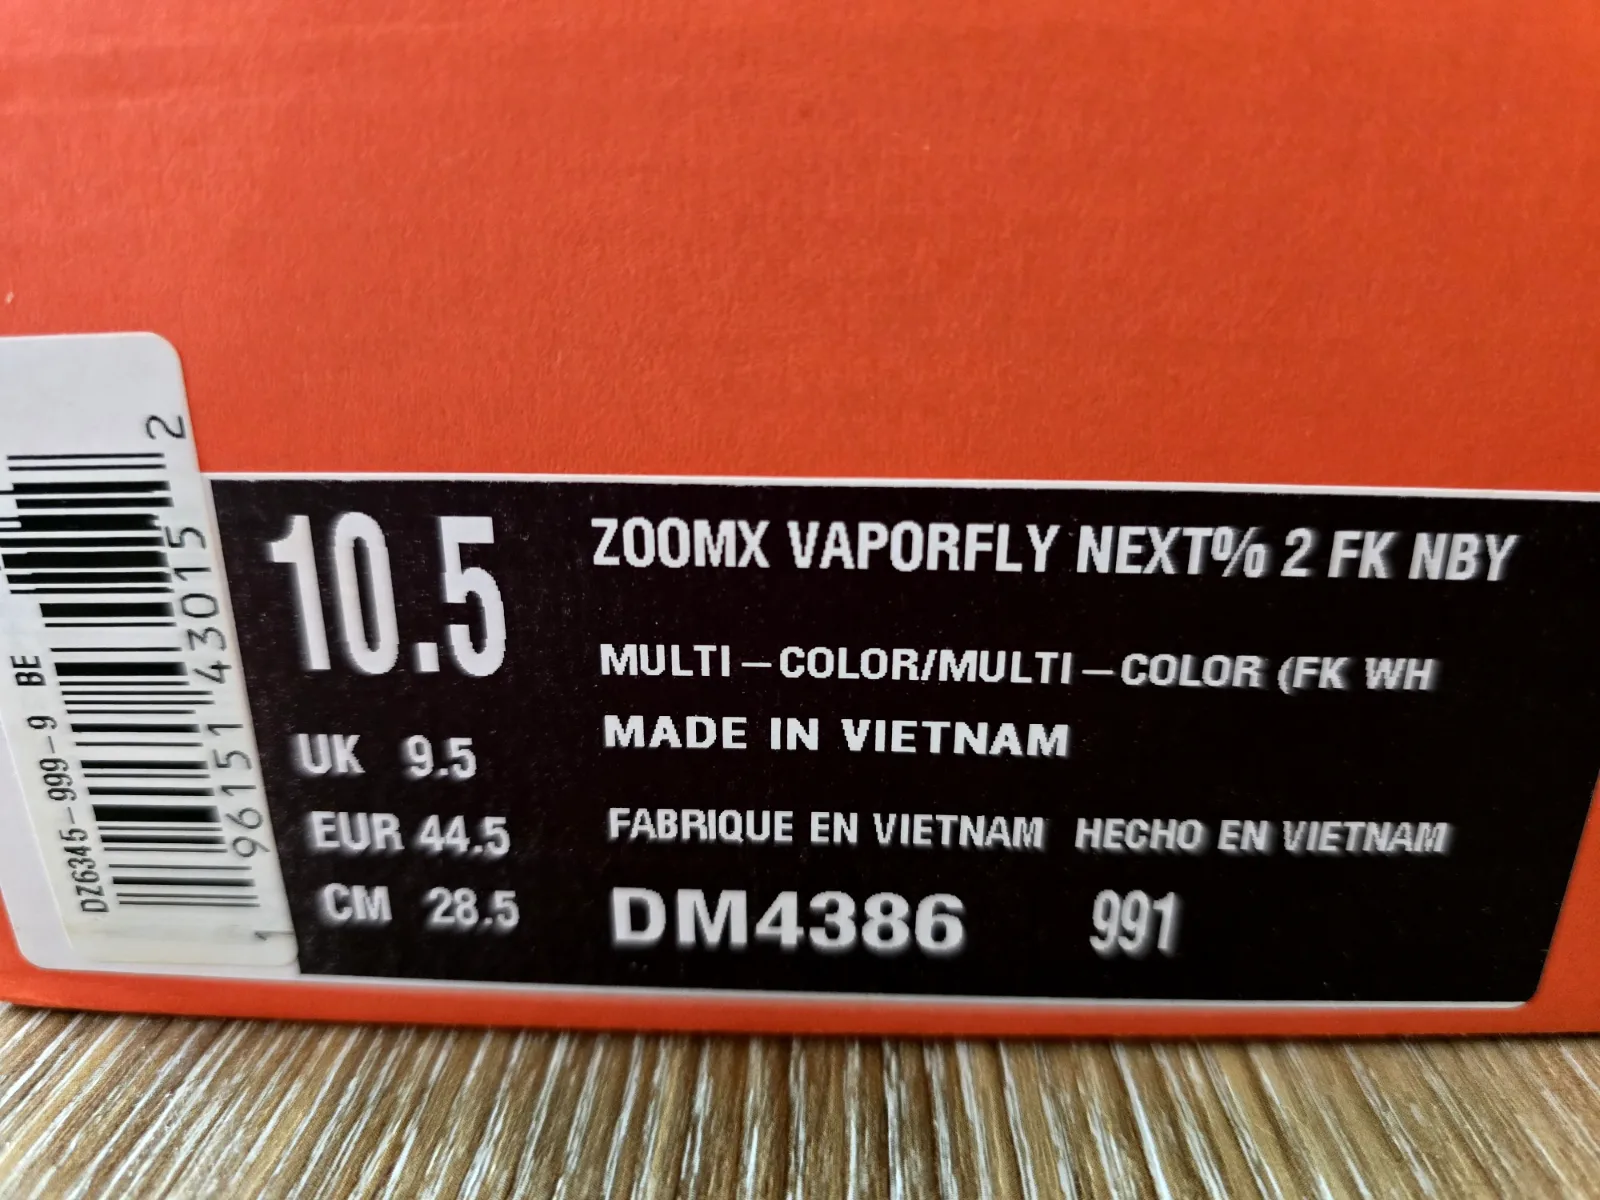 10.5
UK 9.5
EUR 44.5
CM 28.5
ZOOMX VAPORFLY NEXT% 2 FK NBY
MULTI-COLOR/MULTI-COLOR (FK WH
MADE IN VIETNAM
FABRIQUE EN VIETNAM HECHO EN VIETNAM
DM4386 991
DZ6345-999-9 BE
1 96151 43015 2